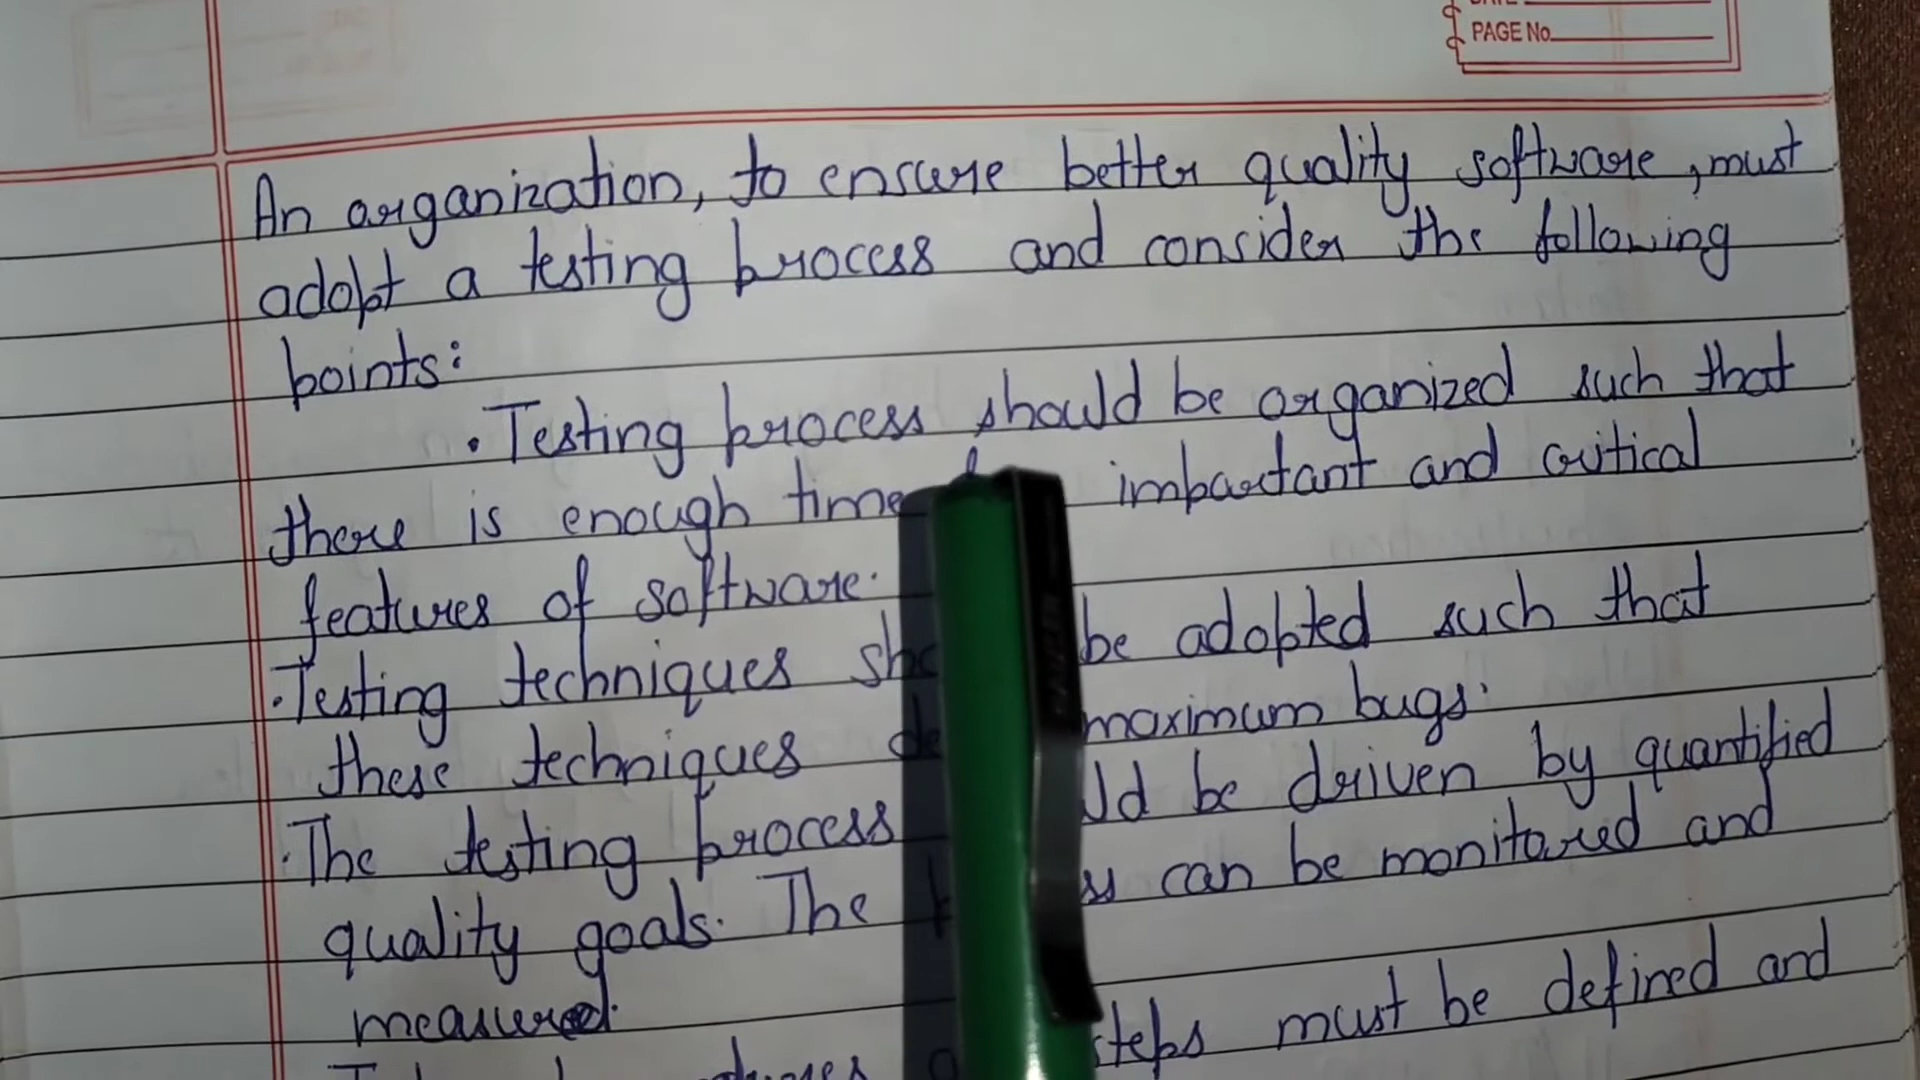 PAGE No.
An organization, to ensure better quality software, must
adopt a testing process and consider the following
points:
. Testing process should be organized such that
there is enough time important and critical
features of software.
. Testing techniques be adopted such that
these techniques maximum bugs.
. The testing process be driven by quantified
quality goals. The can be monitored and
measured.
steps must be defined and